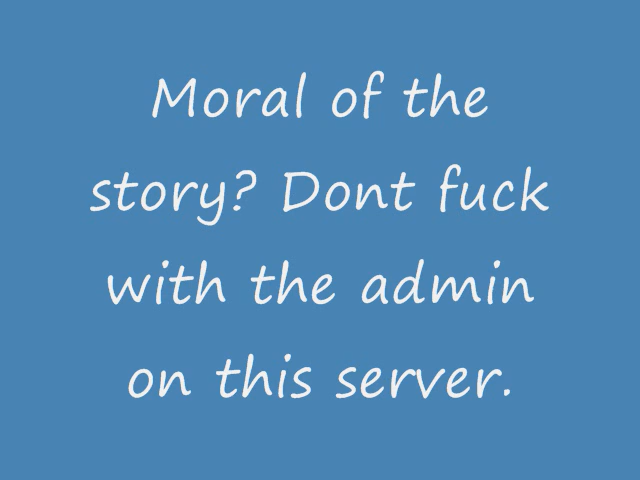 Moral of the
story? Dont fuck
with the admin
on this server.